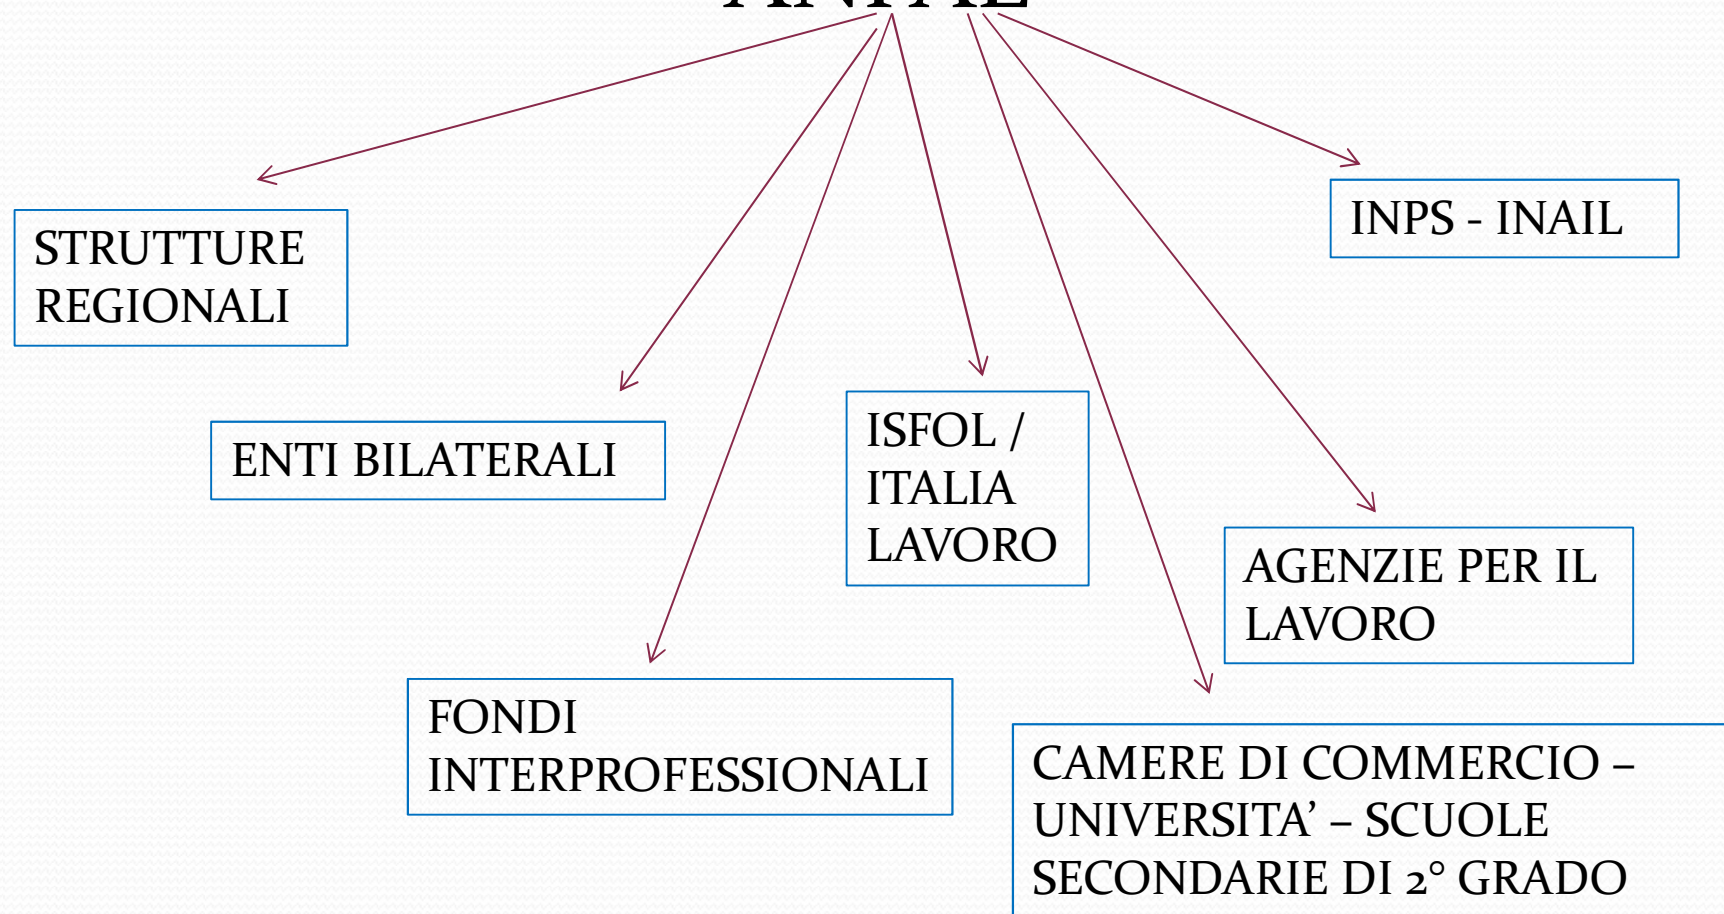 STRUTTURE
REGIONALI
INPS - INAIL
ENTI BILATERALI
ISFOL /
ITALIA
LAVORO
AGENZIE PER IL
LAVORO
FONDI
INTERPROFESSIONALI
CAMERE DI COMMERCIO –
UNIVERSITA’ – SCUOLE
SECONDARIE DI 2° GRADO